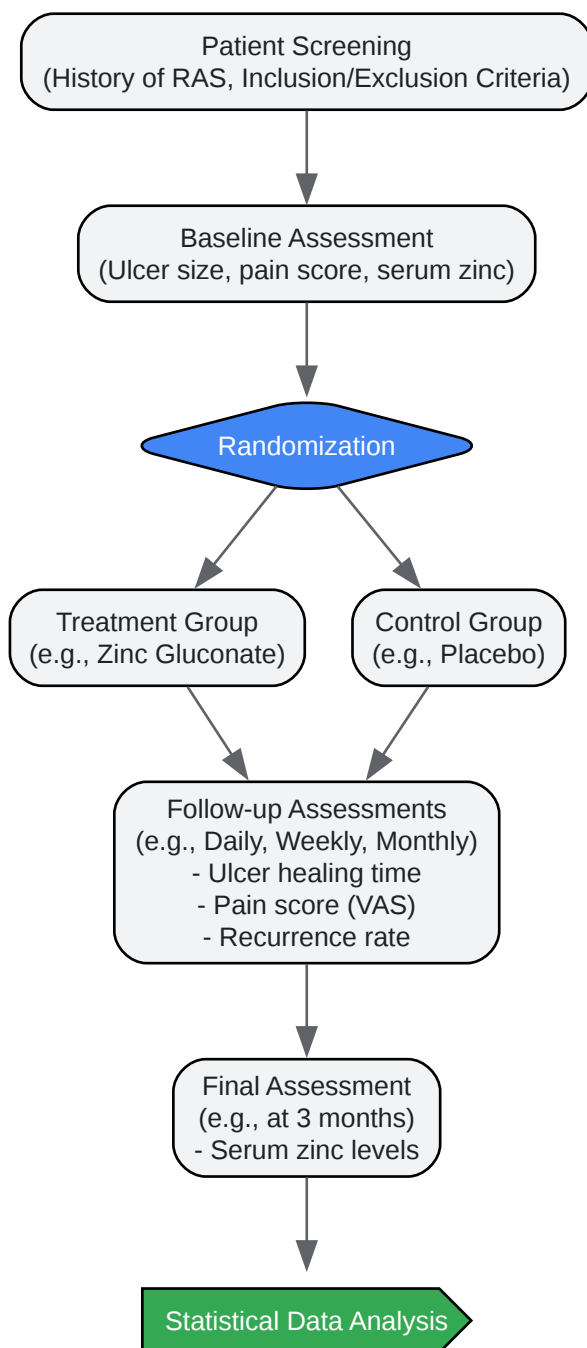 Patient Screening
(History of RAS, Inclusion/Exclusion Criteria)
Baseline Assessment
(Ulcer size, pain score, serum zinc)
Randomization
Treatment Group
(e.g., Zinc Gluconate)
Control Group
(e.g., Placebo)
Follow-up Assessments
(e.g., Daily, Weekly, Monthly)
- Ulcer healing time
- Pain score (VAS)
- Recurrence rate
Final Assessment
(e.g., at 3 months)
- Serum zinc levels
Statistical Data Analysis